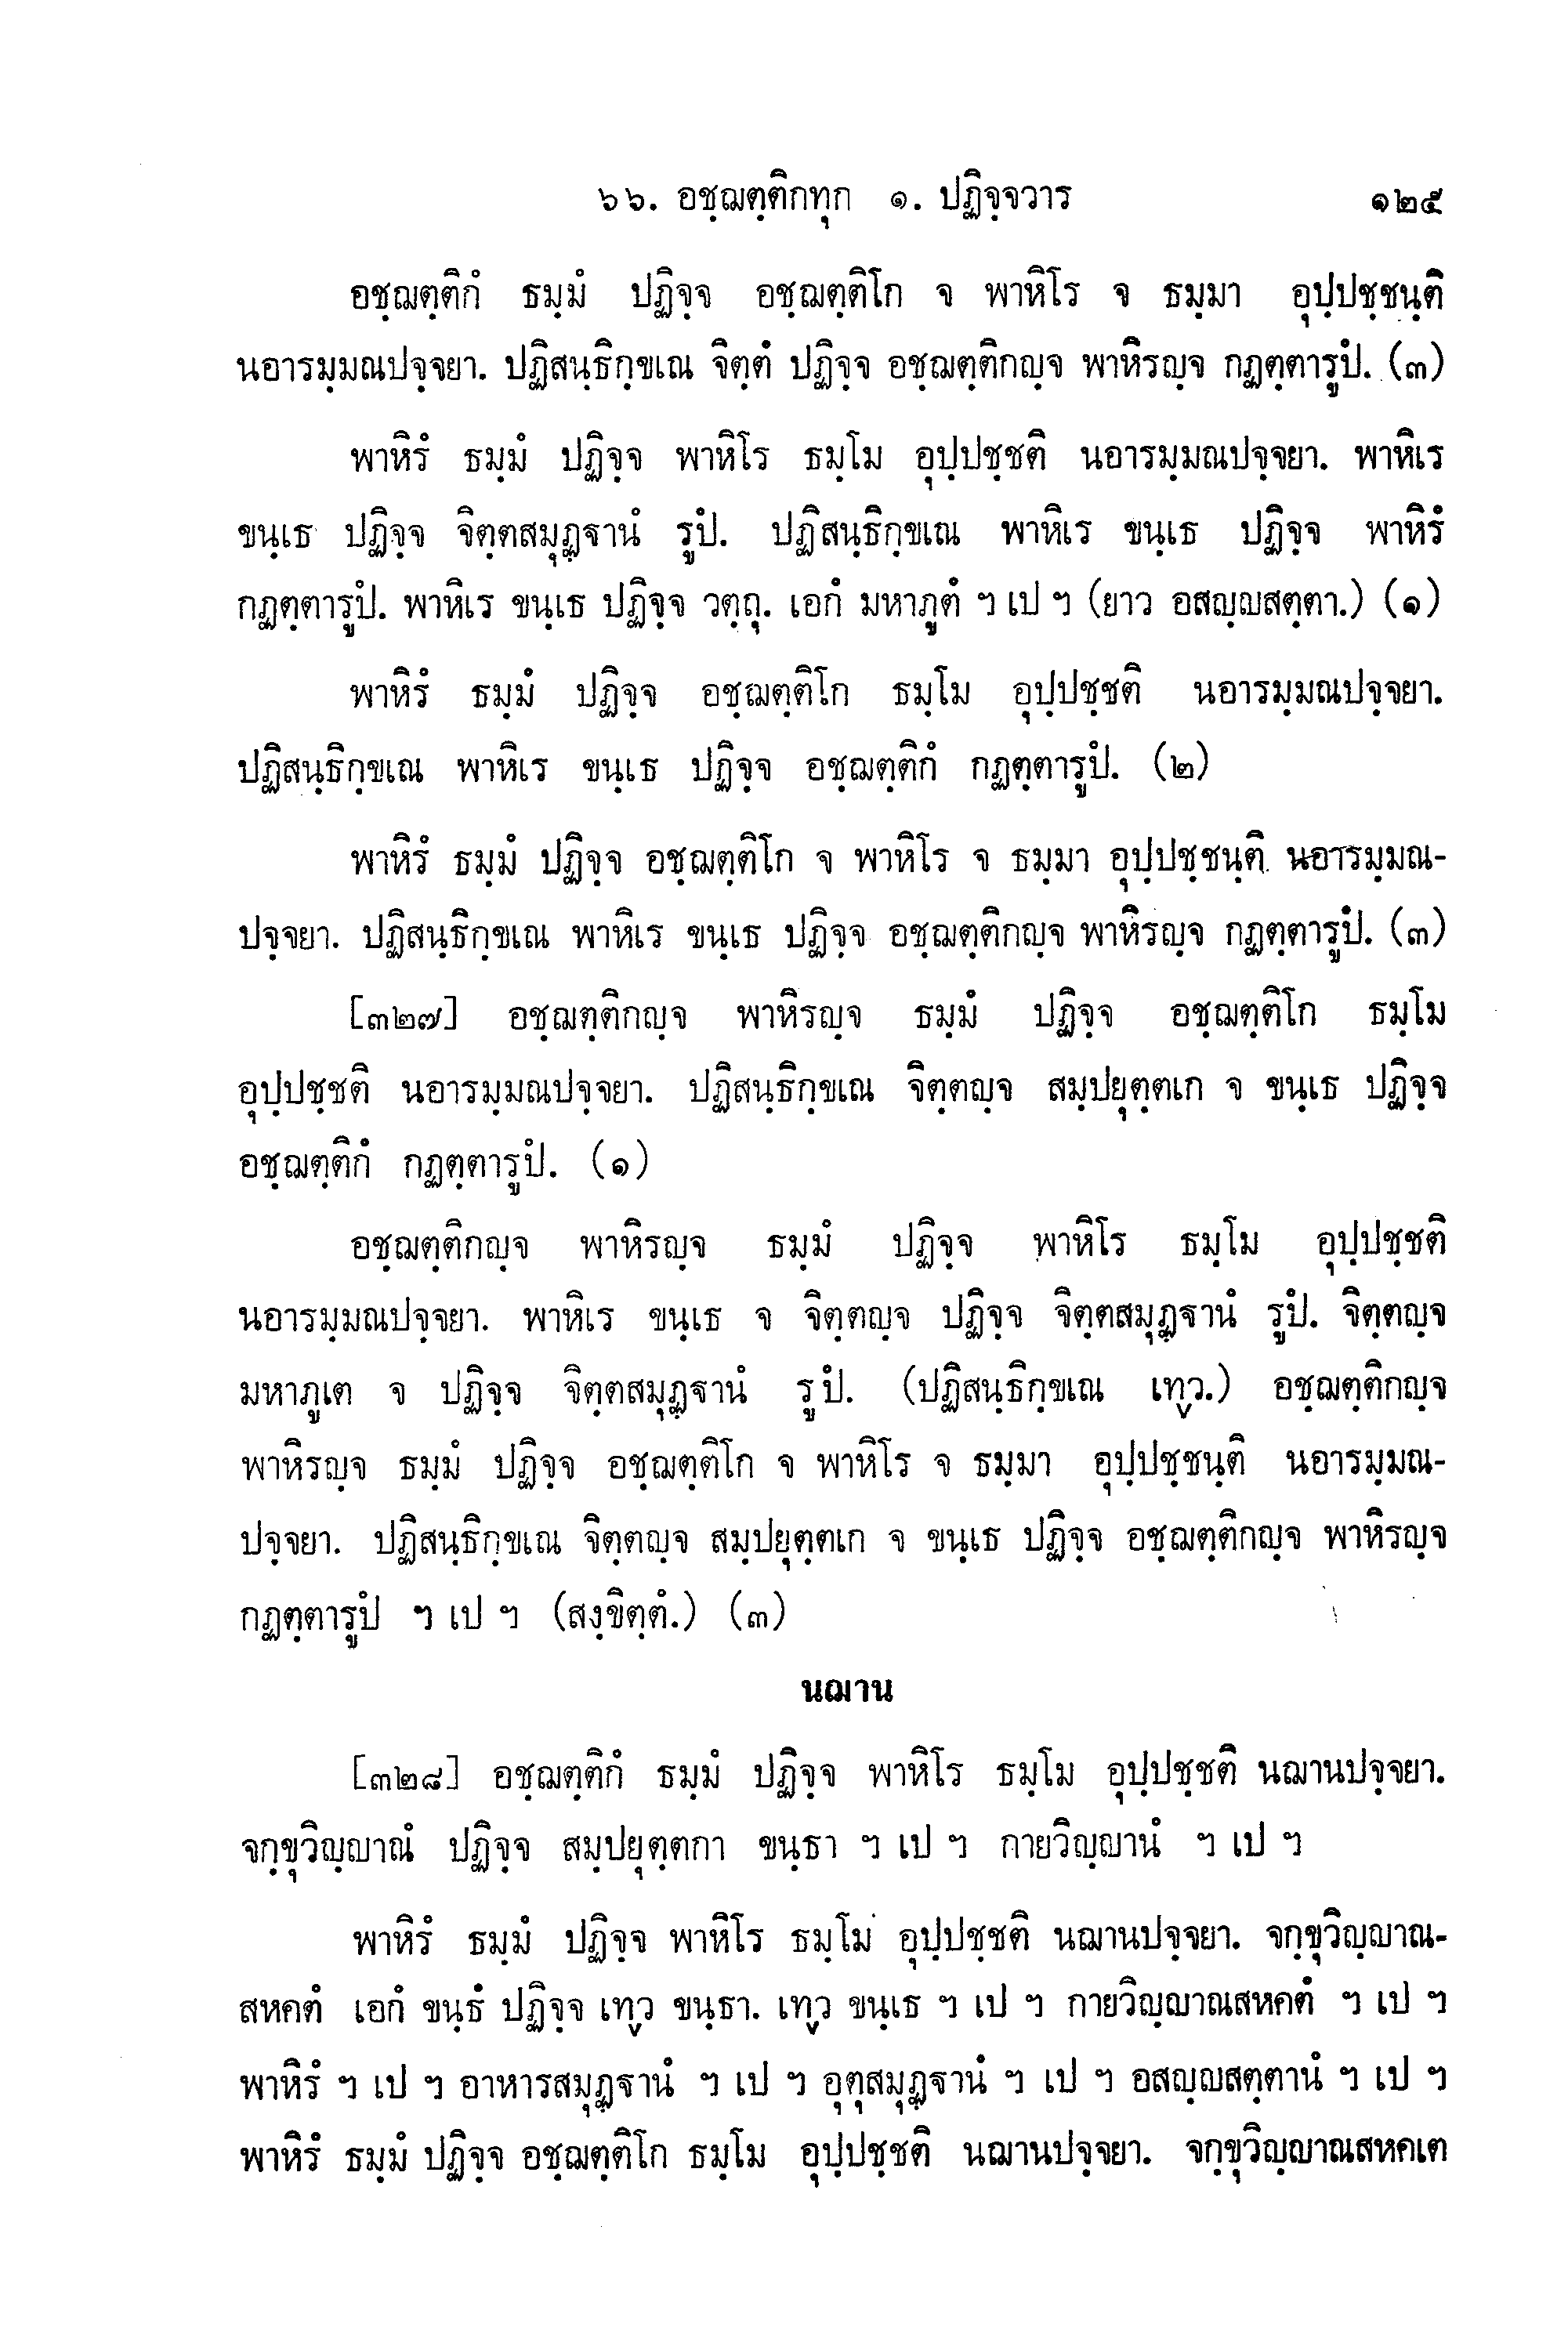 ๖๖. อชฺฌตฺติกทุก ๑. ปฏิจฺจวาร ๑๒๕
อชฺฌตฺติกํ ธมฺมํ ปฏิจฺจ อชฺฌตฺติโก จ พาหิโร จ ธมฺมา อุปฺปชฺชนฺติ
นอารมฺมณปจฺจยา. ปฏิสนฺธิกฺขเณ จิตฺตํ ปฏิจฺจ อชฺฌตฺติกญฺจ พาหิรญฺจ กฏตฺตารูปํ. (๓)
พาหิรํ ธมฺมํ ปฏิจฺจ พาหิโร ธมฺโม อุปฺปชฺชติ นอารมฺมณปจฺจยา. พาหิเร
ขนฺเธ ปฏิจฺจ จิตฺตสมุฏฺฐานํ รูปํ. ปฏิสนฺธิกฺขเณ พาหิเร ขนฺเธ ปฏิจฺจ พาหิรํ
กฏตฺตารูปํ. พาหิเร ขนฺเธ ปฏิจฺจ วตฺถุ. เอกํ มหาภูตํ ฯ เป ฯ (ยาว อสญฺญสตฺตา.) (๑)
พาหิรํ ธมฺมํ ปฏิจฺจ อชฺฌตฺติโก ธมฺโม อุปฺปชฺชติ นอารมฺมณปจฺจยา.
ปฏิสนฺธิกฺขเณ พาหิเร ขนฺเธ ปฏิจฺจ อชฺฌตฺติกํ กฏตฺตารูปํ. (๒)
พาหิรํ ธมฺมํ ปฏิจฺจ อชฺฌตฺติโก จ พาหิโร จ ธมฺมา อุปฺปชฺชนฺติ นอารมฺมณ-
ปจฺจยา. ปฏิสนฺธิกฺขเณ พาหิเร ขนฺเธ ปฏิจฺจ อชฺฌตฺติกญฺจ พาหิรญฺจ กฏตฺตารูปํ. (๓)
[๓๒๗] อชฺฌตฺติกญฺจ พาหิรญฺจ ธมฺมํ ปฏิจฺจ อชฺฌตฺติโก ธมฺโม
อุปฺปชฺชติ นอารมฺมณปจฺจยา. ปฏิสนฺธิกฺขเณ จิตฺตญฺจ สมฺปยุตฺตเก จ ขนฺเธ ปฏิจฺจ
อชฺฌตฺติกํ กฏตฺตารูปํ. (๑)
อชฺฌตฺติกญฺจ พาหิรญฺจ ธมฺมํ ปฏิจฺจ พาหิโร ธมฺโม อุปฺปชฺชติ
นอารมฺมณปจฺจยา. พาหิเร ขนฺเธ จ จิตฺตญฺจ ปฏิจฺจ จิตฺตสมุฏฺฐานํ รูปํ. จิตฺตญฺจ
มหาภูเต จ ปฏิจฺจ จิตฺตสมุฏฺฐานํ รูปํ. (ปฏิสนฺธิกฺขเณ เทฺว.) อชฺฌตฺติกญฺจ
พาหิรญฺจ ธมฺมํ ปฏิจฺจ อชฺฌตฺติโก จ พาหิโร จ ธมฺมา อุปฺปชฺชนฺติ นอารมฺมณ-
ปจฺจยา. ปฏิสนฺธิกฺขเณ จิตฺตญฺจ สมฺปยุตฺตเก จ ขนฺเธ ปฏิจฺจ อชฺฌตฺติกญฺจ พาหิรญฺจ
กฏตฺตารูปํ ฯ เป ฯ (สงฺขิตฺตํ.) (๓)
นฌาน
[๓๒๘] อชฺฌตฺติกํ ธมฺมํ ปฏิจฺจ พาหิโร ธมฺโม อุปฺปชฺชติ นฌานปจฺจยา.
จกฺขุวิญฺญาณํ ปฏิจฺจ สมฺปยุตฺตกา ขนฺธา ฯ เป ฯ กายวิญฺญานํ ฯ เป ฯ
พาหิรํ ธมฺมํ ปฏิจฺจ พาหิโร ธมฺโม อุปฺปชฺชติ นฌานปจฺจยา. จกฺขุวิญฺญาณ-
สหคตํ เอกํ ขนฺธํ ปฏิจฺจ เทฺว ขนฺธา. เทฺว ขนฺเธ ฯ เป ฯ กายวิญฺญาณสหคตํ ฯ เป ฯ
พาหิรํ ฯ เป ฯ อาหารสมุฏฺฐานํ ฯ เป ฯ อุตุสมุฏฺฐานํ ฯ เป ฯ อสญฺญสตฺตานํ ฯ เป ฯ
พาหิรํ ธมฺมํ ปฏิจฺจ อชฺฌตฺติโก ธมฺโม อุปฺปชฺชติ นฌานปจฺจยา. จกฺขุวิญฺญาณสหคเต